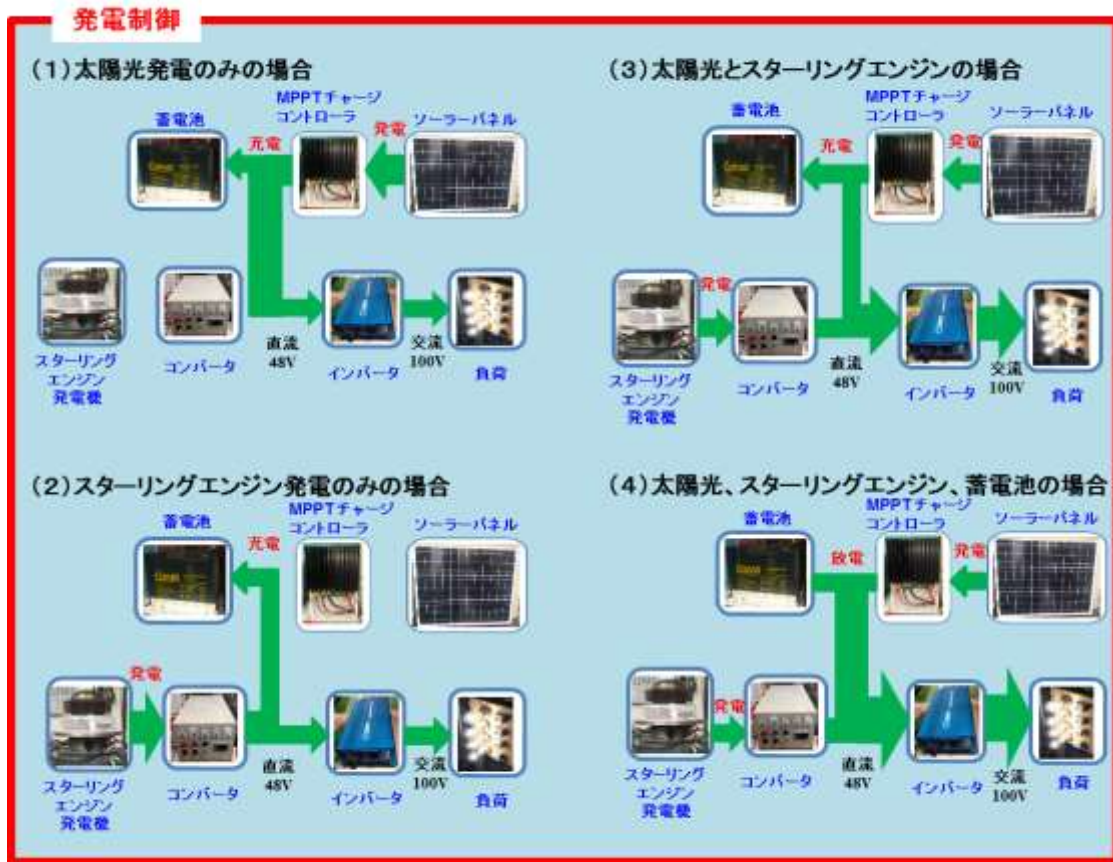 発電制御
(1)太陽光発電のみの場合
蓄電池
MPPTチャージ
コントローラ
ソーラーパネル
充電
発電
スターリング
エンジン
発電機
コンバータ
直流
48V
インバータ
交流
100V
負荷
(2)スターリングエンジン発電のみの場合
蓄電池
MPPTチャージ
コントローラ
ソーラーパネル
充電
発電
スターリング
エンジン
発電機
コンバータ
直流
48V
インバータ
交流
100V
負荷
(3)太陽光とスターリングエンジンの場合
蓄電池
MPPTチャージ
コントローラ
ソーラーパネル
充電
発電
発電
スターリング
エンジン
発電機
コンバータ
直流
48V
インバータ
交流
100V
負荷
(4)太陽光、スターリングエンジン、蓄電池の場合
蓄電池
MPPTチャージ
コントローラ
ソーラーパネル
放電
発電
発電
スターリング
エンジン
発電機
コンバータ
直流
48V
インバータ
交流
100V
負荷